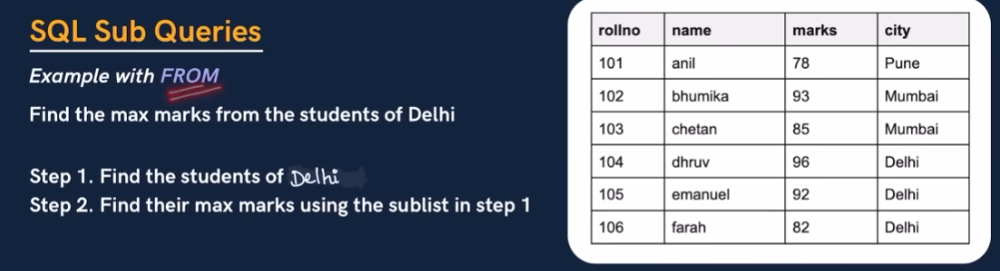 SQL Sub Queries
Example with FROM
Find the max marks from the students of Delhi
Step 1. Find the students of Delhi
Step 2. Find their max marks using the sublist in step 1
rollno name marks city
101 anil 78 Pune
102 bhumika 93 Mumbai
103 chetan 85 Mumbai
104 dhruv 96 Delhi
105 emanuel 92 Delhi
106 farah 82 Delhi